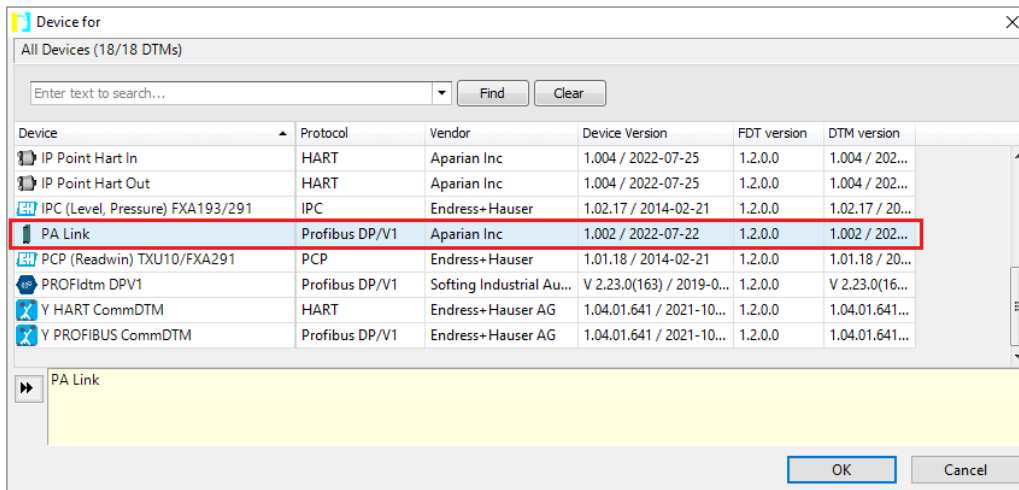 Device for
All Devices (18/18 DTMs)
Enter text to search... Find Clear
Device Protocol Vendor Device Version FDT version DTM version
IP Point Hart In HART Aparian Inc 1.004 / 2022-07-25 1.2.0.0 1.004 / 202...
IP Point Hart Out HART Aparian Inc 1.004 / 2022-07-25 1.2.0.0 1.004 / 202...
IPC (Level, Pressure) FXA193/291 IPC Endress+Hauser 1.02.17 / 2014-02-21 1.2.0.0 1.02.17 / 20...
PA Link Profibus DP/V1 Aparian Inc 1.002 / 2022-07-22 1.2.0.0 1.002 / 202...
PCP (Readwin) TXU10/FXA291 PCP Endress+Hauser 1.01.18 / 2014-02-21 1.2.0.0 1.01.18 / 20...
PROFIdtm DPV1 Profibus DP/V1 Softing Industrial Au... V 2.23.0(163) / 2019-0... 1.2.0.0 V 2.23.0(16...
Y HART CommDTM HART Endress+Hauser AG 1.04.01.641 / 2021-10... 1.2.0.0 1.04.01.641...
Y PROFIBUS CommDTM Profibus DP/V1 Endress+Hauser AG 1.04.01.641 / 2021-10... 1.2.0.0 1.04.01.641...
PA Link
OK Cancel